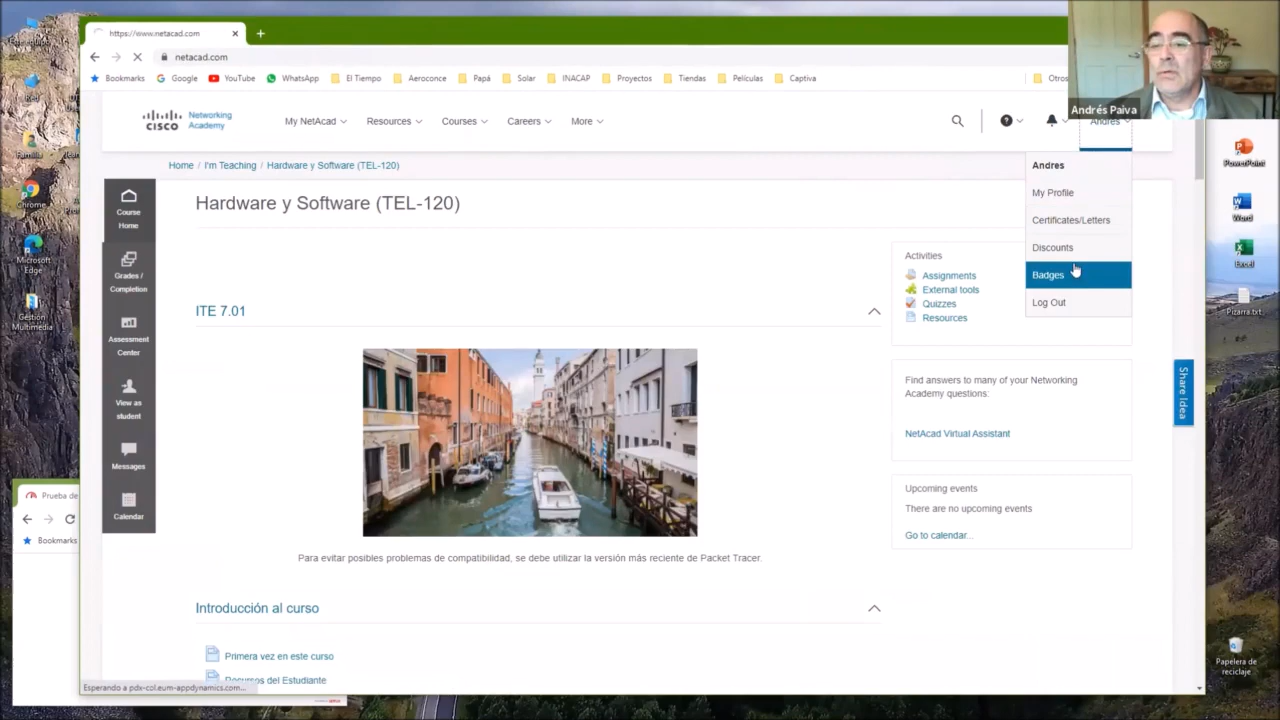 https://www.netacad.com
netacad.com
Bookmarks Google YouTube WhatsApp El Tiempo Aeroconce Papá Solar INACAP Proyectos Tiendas Películas Captiva Otros
Andrés Paiva
CISCO Networking Academy
My NetAcad Resources Courses Careers More
Andres
Home / I'm Teaching / Hardware y Software (TEL-120)
Andres
My Profile
Certificates/Letters
Discounts
Badges
Log Out
Course Home
Grades / Completion
Assessment Center
View as student
Messages
Calendar
Hardware y Software (TEL-120)
ITE 7.01
Para evitar posibles problemas de compatibilidad, se debe utilizar la versión más reciente de Packet Tracer.
Introducción al curso
Primera vez en este curso
Recursos del Estudiante
Activities
Assignments
External tools
Quizzes
Resources
Find answers to many of your Networking
Academy questions:
NetAcad Virtual Assistant
Upcoming events
There are no upcoming events
Go to calendar...
Share Idea
Esperando a pdx-col.eum-appdynamics.com...
Prueba de
Bookmarks
Red
Familia
Chrome
Microsoft
Edge
Gestión
Multimedia
PowerPoint
Word
Excel
Pizarra.txt
Papelera de
reciclaje